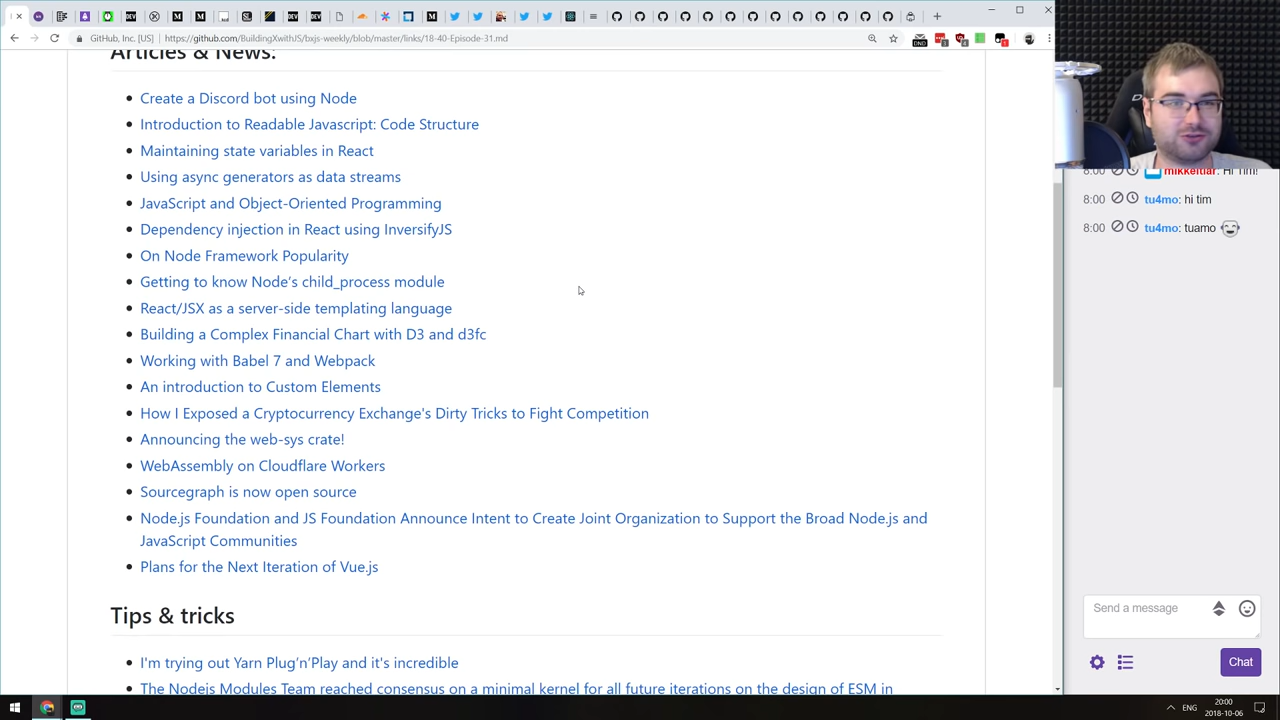 GitHub, Inc. [US]
https://github.com/BuildingXwithJS/bxjs-weekly/blob/master/links/18-40-Episode-31.md
Articles & News:
Create a Discord bot using Node
Introduction to Readable Javascript: Code Structure
Maintaining state variables in React
Using async generators as data streams
JavaScript and Object-Oriented Programming
Dependency injection in React using InversifyJS
On Node Framework Popularity
Getting to know Node’s child_process module
React/JSX as a server-side templating language
Building a Complex Financial Chart with D3 and d3fc
Working with Babel 7 and Webpack
An introduction to Custom Elements
How I Exposed a Cryptocurrency Exchange's Dirty Tricks to Fight Competition
Announcing the web-sys crate!
WebAssembly on Cloudflare Workers
Sourcegraph is now open source
Node.js Foundation and JS Foundation Announce Intent to Create Joint Organization to Support the Broad Node.js and
JavaScript Communities
Plans for the Next Iteration of Vue.js
Tips & tricks
I'm trying out Yarn Plug’n’Play and it's incredible
The Nodejs Modules Team reached consensus on a minimal kernel for all future iterations on the design of ESM in
8:00 mikkeltlar: Hi Tim!
8:00 tu4mo: hi tim
8:00 tu4mo: tuamo
Send a message
Chat
ENG
20:00
2018-10-06